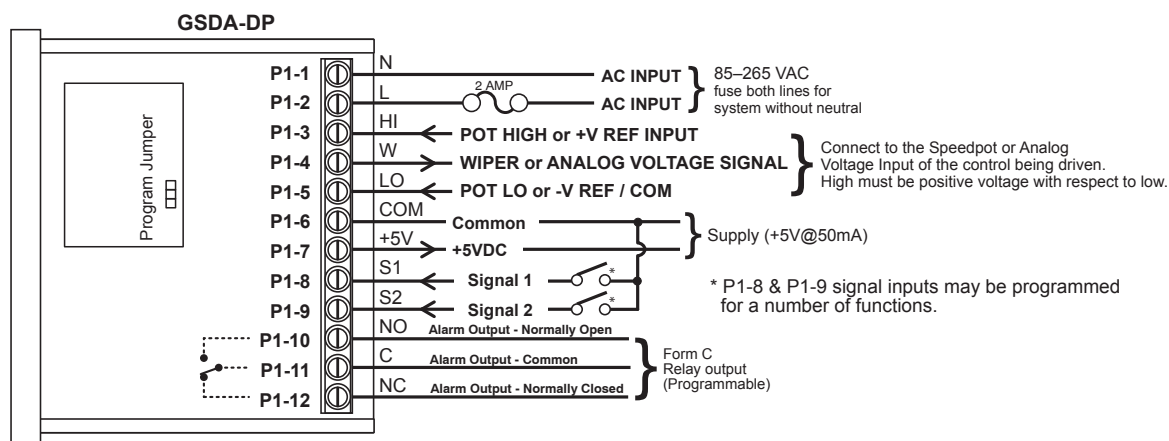 GSDA-DP
Program Jumper
P1-1 N AC INPUT
P1-2 L 2 AMP AC INPUT
85–265 VAC
fuse both lines for
system without neutral
P1-3 HI POT HIGH or +V REF INPUT
P1-4 W WIPER or ANALOG VOLTAGE SIGNAL
P1-5 LO POT LO or -V REF / COM
Connect to the Speedpot or Analog
Voltage Input of the control being driven.
High must be positive voltage with respect to low.
P1-6 COM Common
P1-7 +5V +5VDC
Supply (+5V@50mA)
P1-8 S1 Signal 1 *
P1-9 S2 Signal 2 *
* P1-8 & P1-9 signal inputs may be programmed
for a number of functions.
P1-10 NO Alarm Output - Normally Open
P1-11 C Alarm Output - Common
P1-12 NC Alarm Output - Normally Closed
Form C
Relay output
(Programmable)